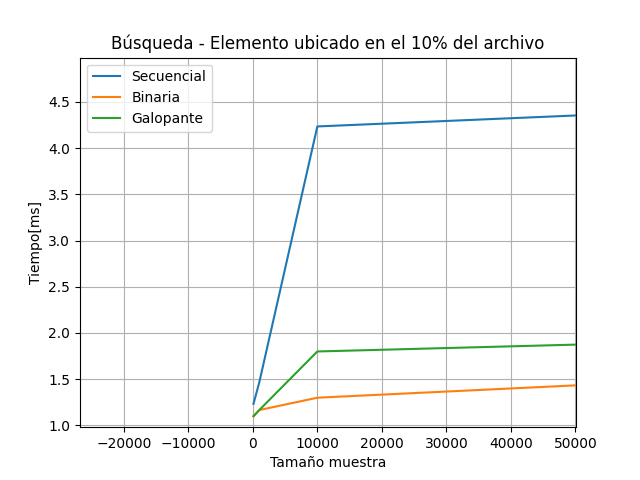 Búsqueda - Elemento ubicado en el 10% del archivo
Secuencial
Binaria
Galopante
4.5
4.0
3.5
3.0
2.5
2.0
1.5
1.0
Tiempo[ms]
−20000 −10000 0 10000 20000 30000 40000 50000
Tamaño muestra